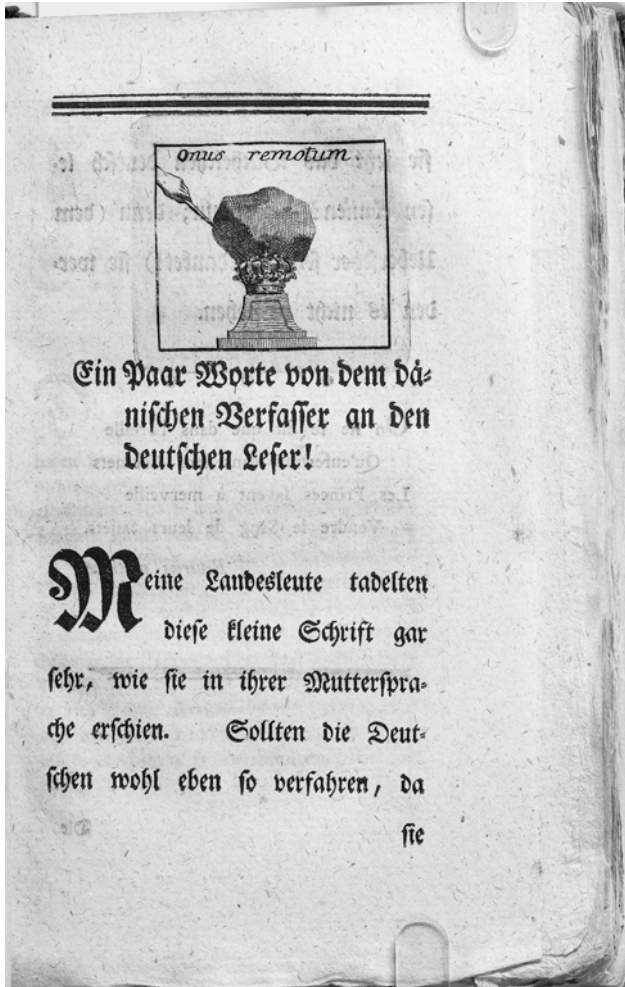 Onus remotum
Ein Paar Worte von dem dä-
nischen Verfasser an den
deutschen Leser!
Meine Landesleute tadelten
diese kleine Schrift gar
sehr, wie sie in ihrer Mutterspra-
che erschien. Sollten die Deut-
schen wohl eben so verfahren, da
sie